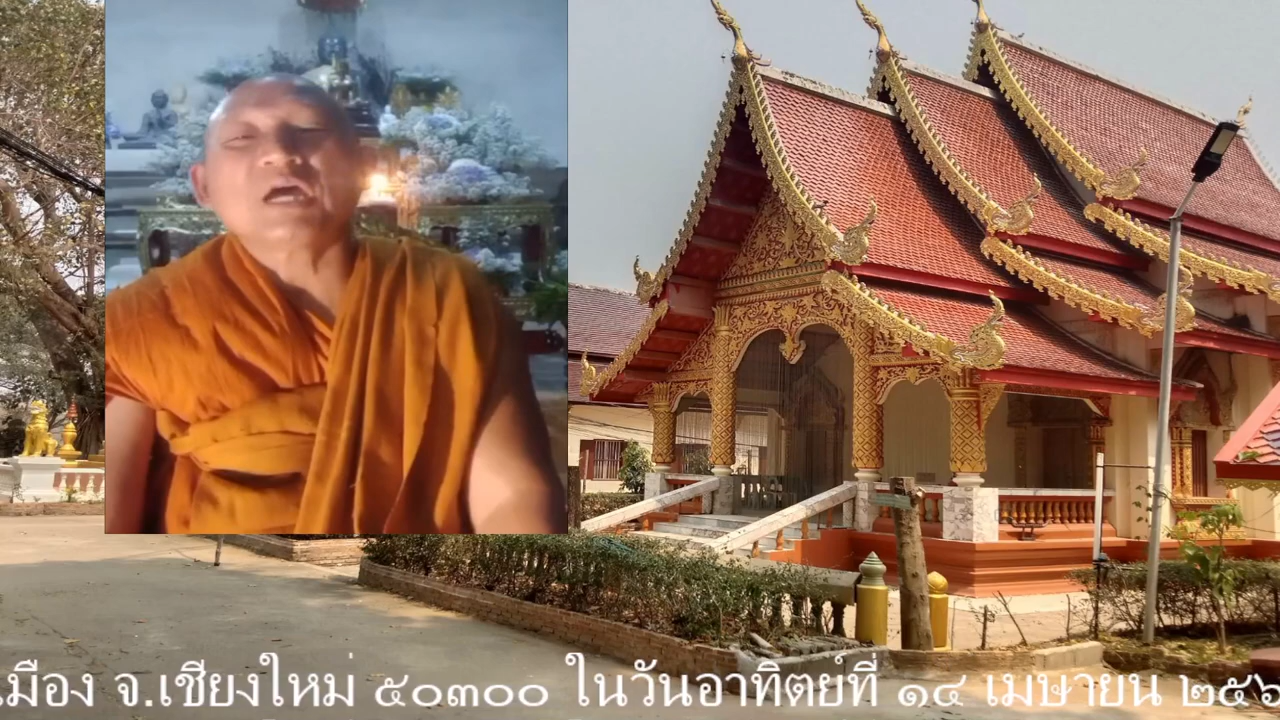 เมือง จ.เชียงใหม่ ๕๐๓๐๐ ในวันอาทิตย์ที่ ๑๔ เมษายน ๒๕๖